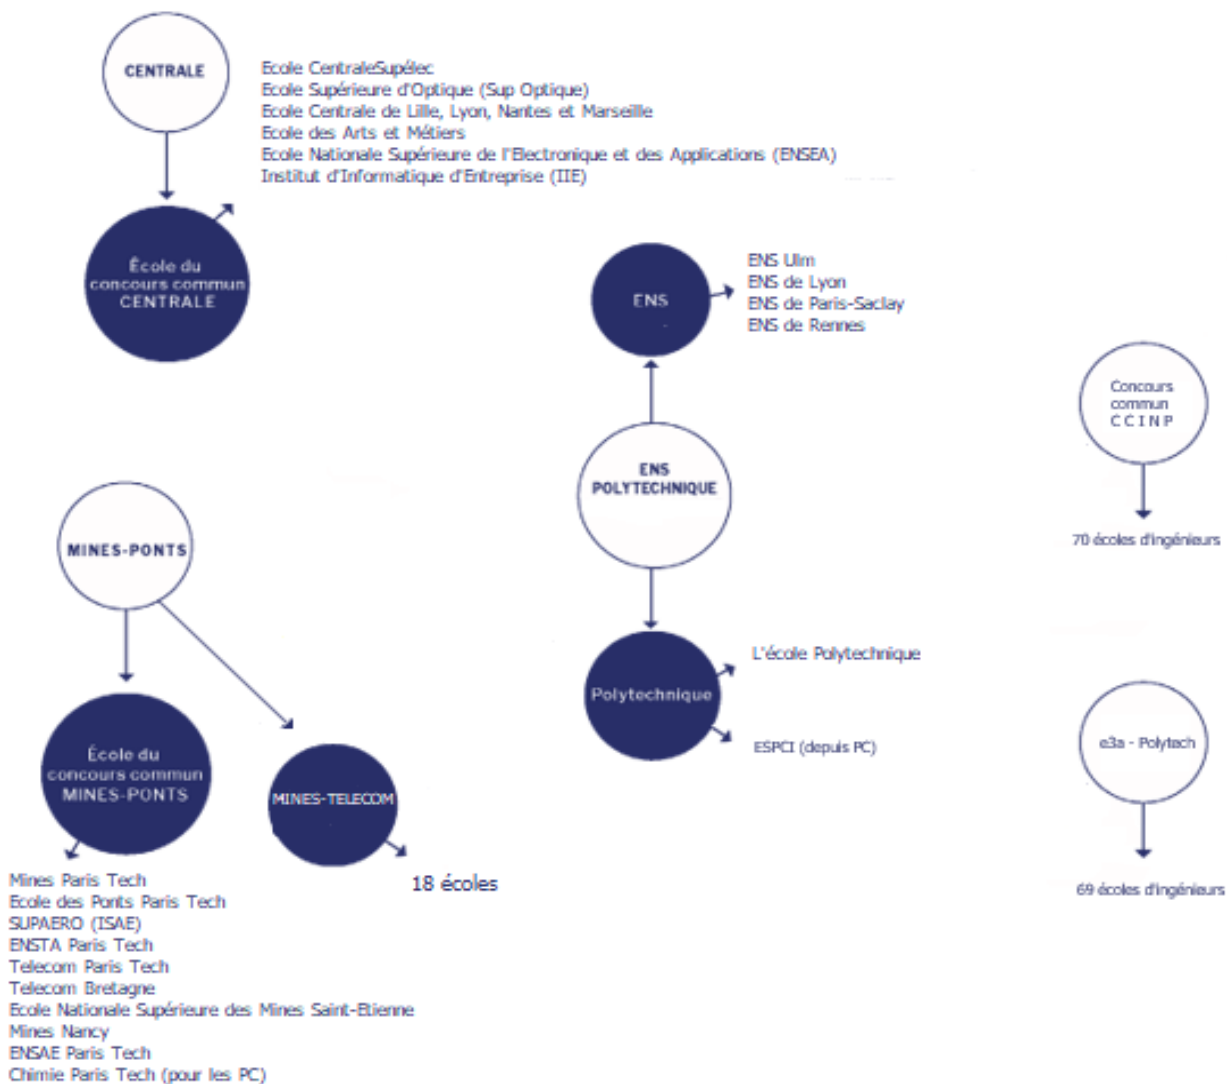 CENTRALE
Ecole CentraleSupélec
Ecole Supérieure d'Optique (Sup Optique)
Ecole Centrale de Lille, Lyon, Nantes et Marseille
Ecole des Arts et Métiers
Ecole Nationale Supérieure de l'Electronique et des Applications (ENSEA)
Institut d'Informatique d'Entreprise (IIE)
École du
concours commun
CENTRALE
ENS
ENS Ulm
ENS de Lyon
ENS de Paris-Saclay
ENS de Rennes
Concours
commun
C C I N P
70 écoles d'ingénieurs
ENS
POLYTECHNIQUE
MINES-PONTS
Polytechnique
L'école Polytechnique
ESPCI (depuis PC)
e3a - Polytech
69 écoles d'ingénieurs
École du
concours commun
MINES-PONTS
MINES-TELECOM
18 écoles
Mines Paris Tech
Ecole des Ponts Paris Tech
SUPAERO (ISAE)
ENSTA Paris Tech
Telecom Paris Tech
Telecom Bretagne
Ecole Nationale Supérieure des Mines Saint-Etienne
Mines Nancy
ENSAE Paris Tech
Chimie Paris Tech (pour les PC)